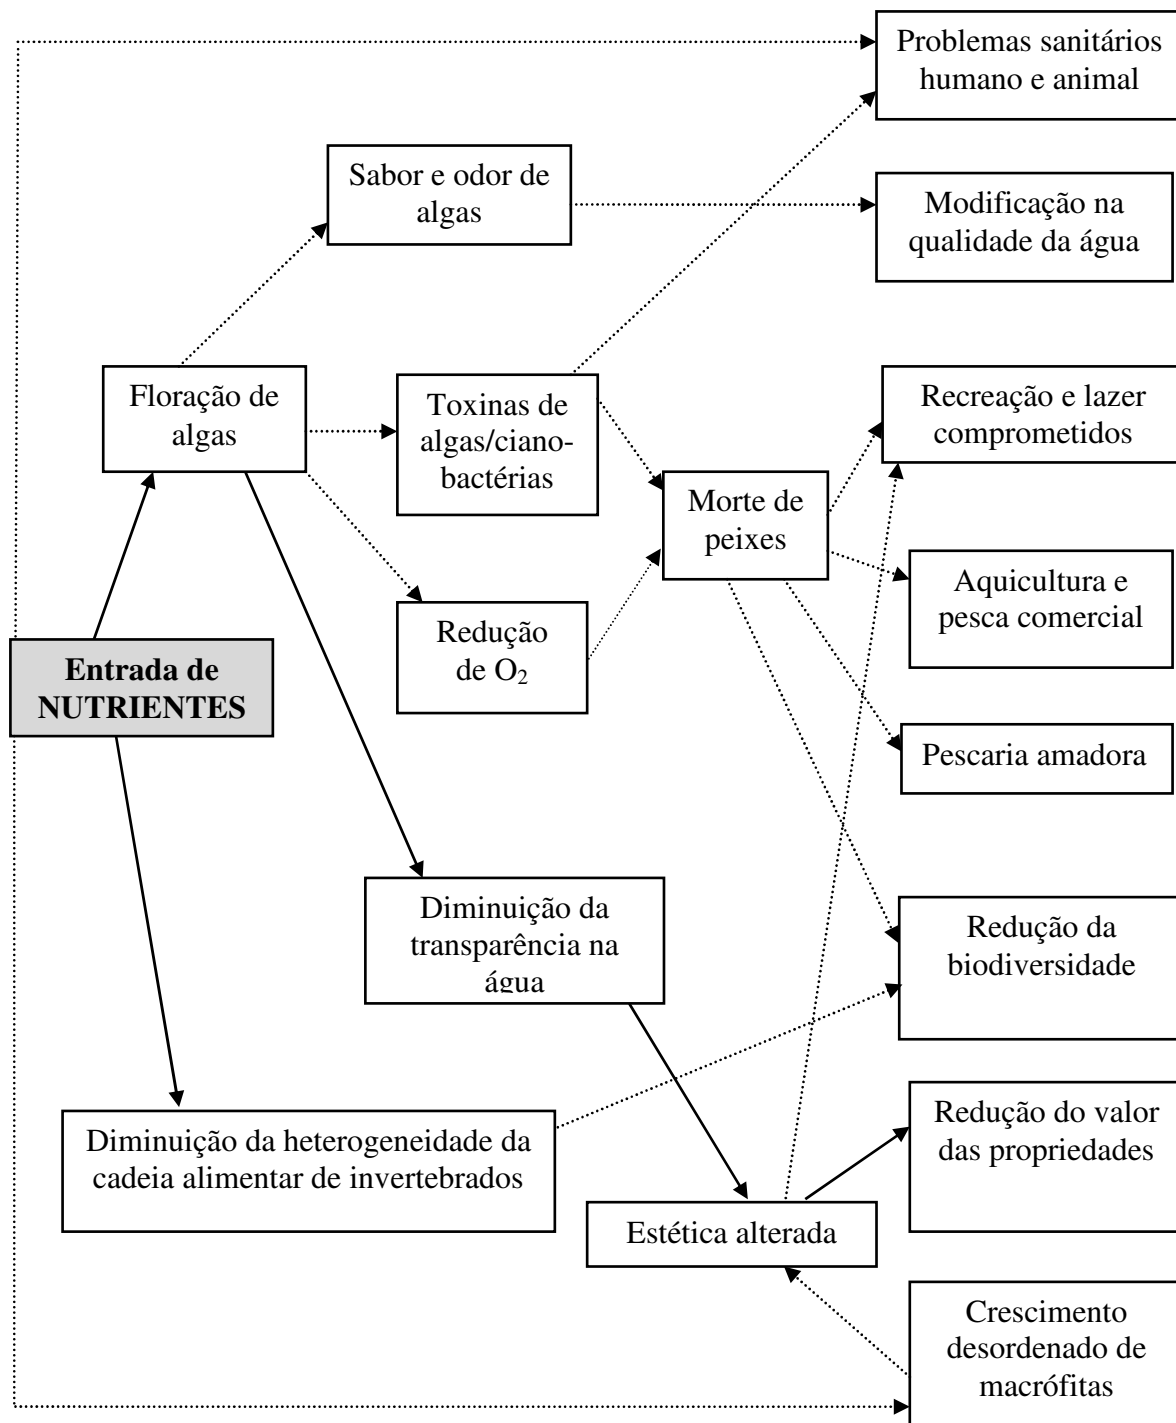 Problemas sanitários
humano e animal
Sabor e odor de
algas
Modificação na
qualidade da água
Floração de
algas
Toxinas de
algas/ciano-
bactérias
Recreação e lazer
comprometidos
Morte de
peixes
Aquicultura e
pesca comercial
Redução
de O₂
Entrada de
NUTRIENTES
Pescaria amadora
Diminuição da
transparência na
água
Redução da
biodiversidade
Diminuição da heterogeneidade da
cadeia alimentar de invertebrados
Redução do valor
das propriedades
Estética alterada
Crescimento
desordenado de
macrófitas